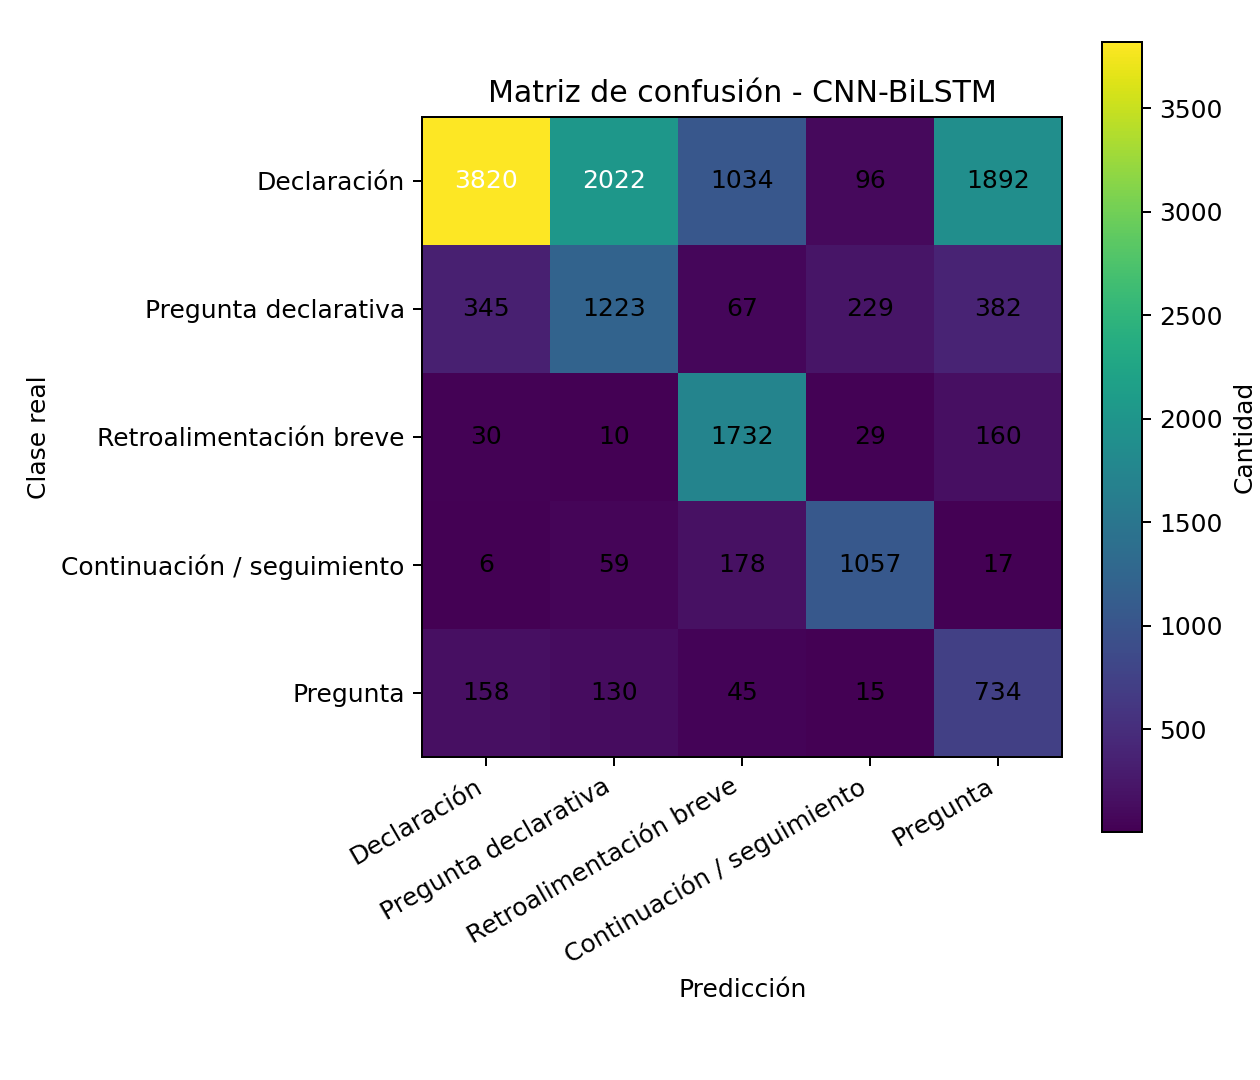 Matriz de confusión - CNN-BiLSTM
Clase real
Declaración 3820 2022 1034 96 1892
Pregunta declarativa 345 1223 67 229 382
Retroalimentación breve 30 10 1732 29 160
Continuación / seguimiento 6 59 178 1057 17
Pregunta 158 130 45 15 734
Declaración
Pregunta declarativa
Retroalimentación breve
Continuación / seguimiento
Pregunta
Predicción
3500
3000
2500
2000
1500
1000
500
Cantidad